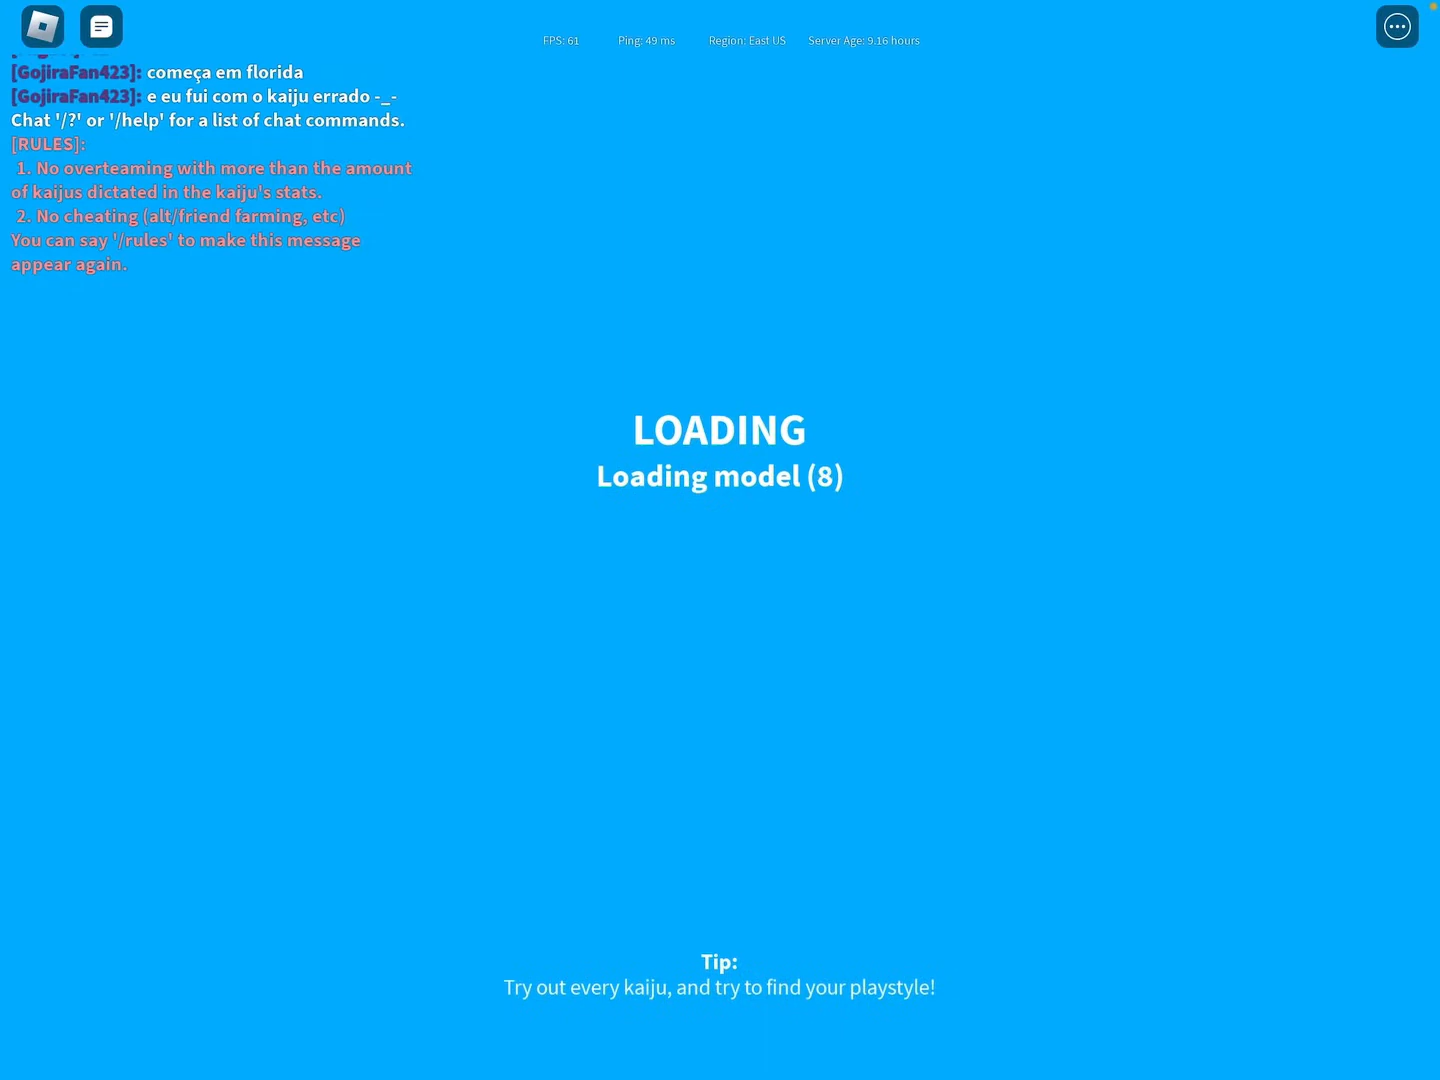 FPS: 61 Ping: 49 ms Region: East US Server Age: 9.16 hours
[GojiraFan423]: começa em florida
[GojiraFan423]: e eu fui com o kaiju errado -_-
Chat '/?' or '/help' for a list of chat commands.
[RULES]:
1. No overteaming with more than the amount
of kaijus dictated in the kaiju's stats.
2. No cheating (alt/friend farming, etc)
You can say '/rules' to make this message
appear again.
LOADING
Loading model (8)
Tip:
Try out every kaiju, and try to find your playstyle!